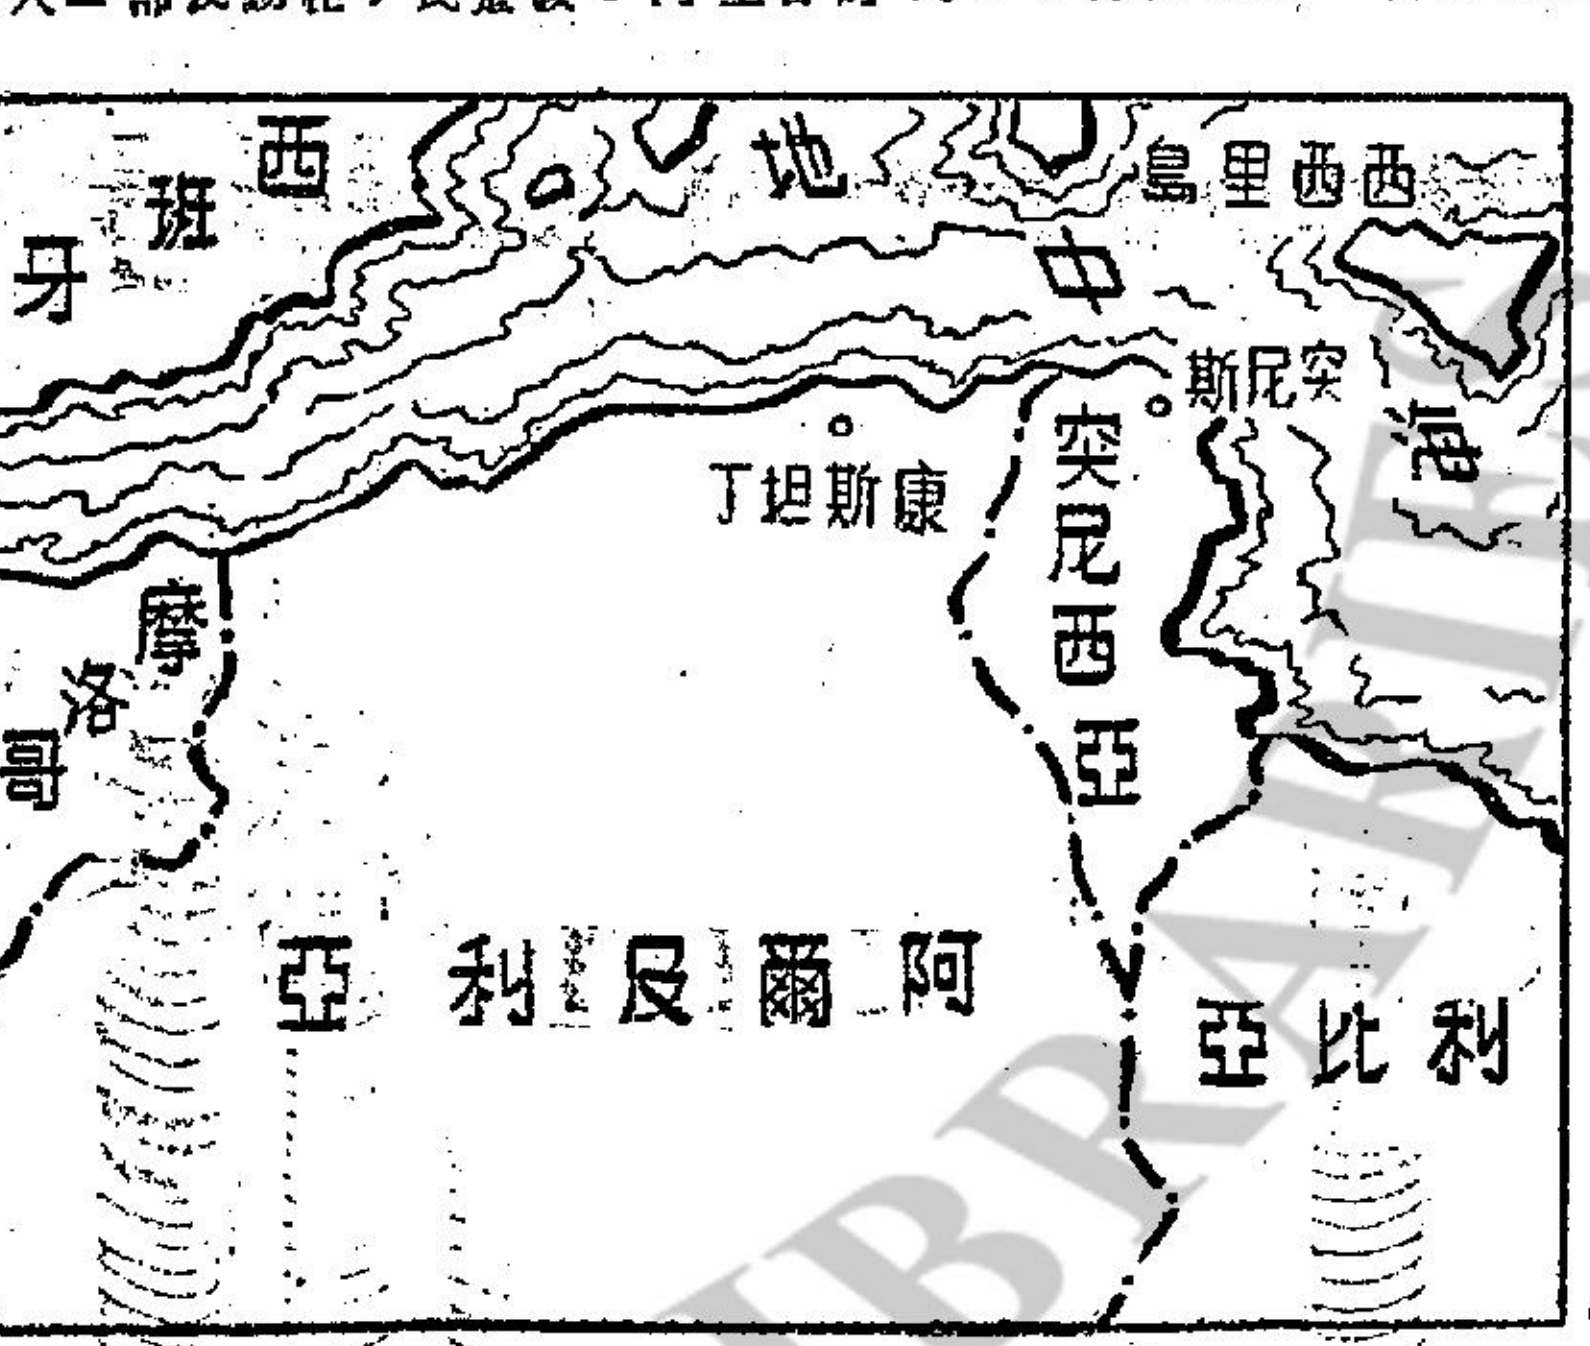 西班牙
地中海
西西里島
突尼斯
突尼西亞
康斯坦丁
摩洛哥
阿爾及利亞
利比亞